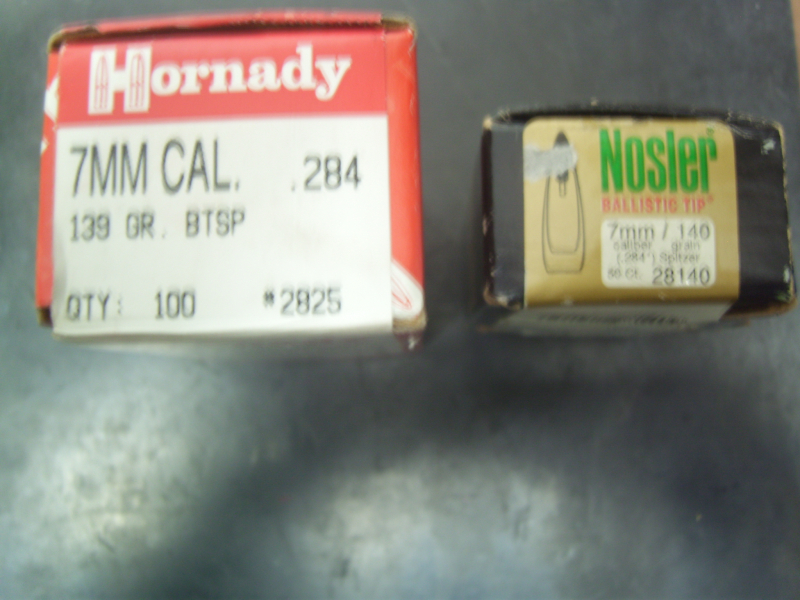 Hornady
7MM CAL. .284
139 GR. BTSP
QTY: 100 #2825
Nosler
BALLISTIC TIP®
7mm / 140
caliber grain
(.284") Spitzer
Ct. 28140